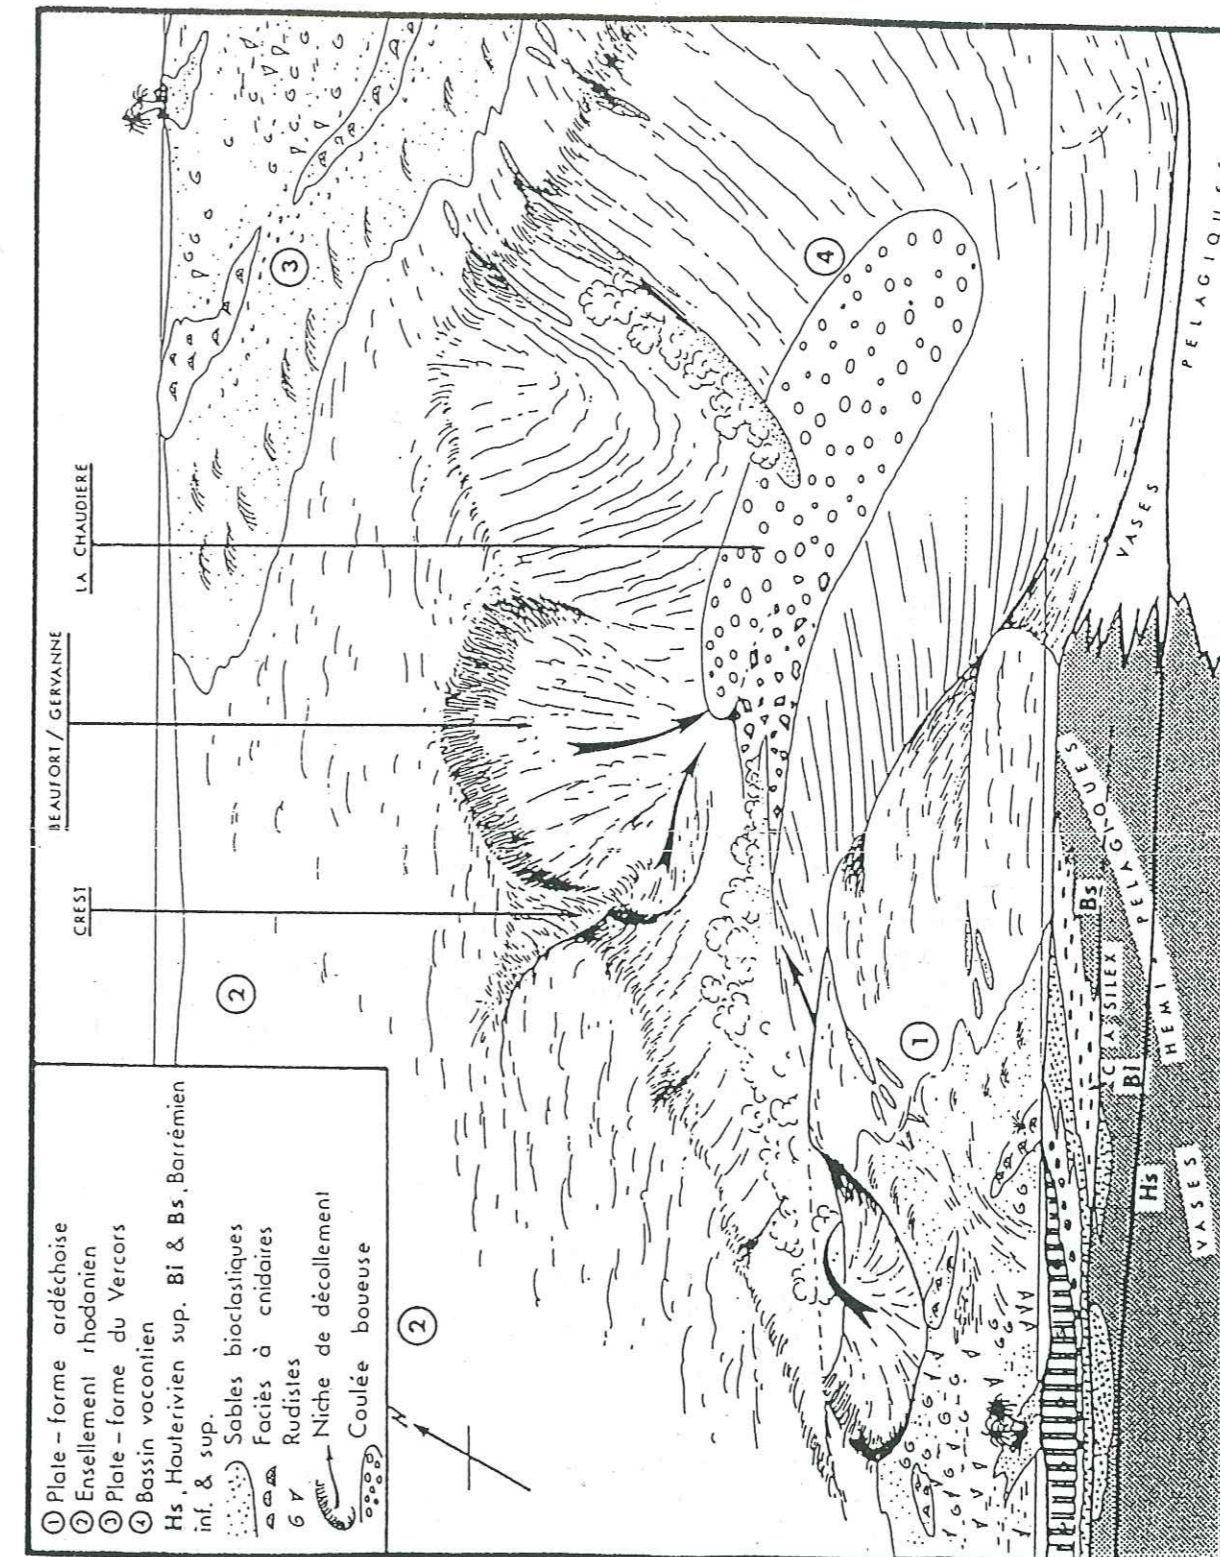 ① Plate-forme ardéchoise
② Ensellement rhodanien
③ Plate-forme du Vercors
④ Bassin vocontien
Hs, Hauterivien sup. Bi & Bs, Barrémien
inf. & sup.
Sables bioclastiques
Faciès à cnidaires
Rudistes
Niche de décollement
Coulée boueuse
N
CREST
BEAUFORT / GERVANNE
LA CHAUDIERE
②
②
③
④
①
Hs
Bi
Bs
C. A SILEX
VASES
HEMI-PELAGIQUES
VASES